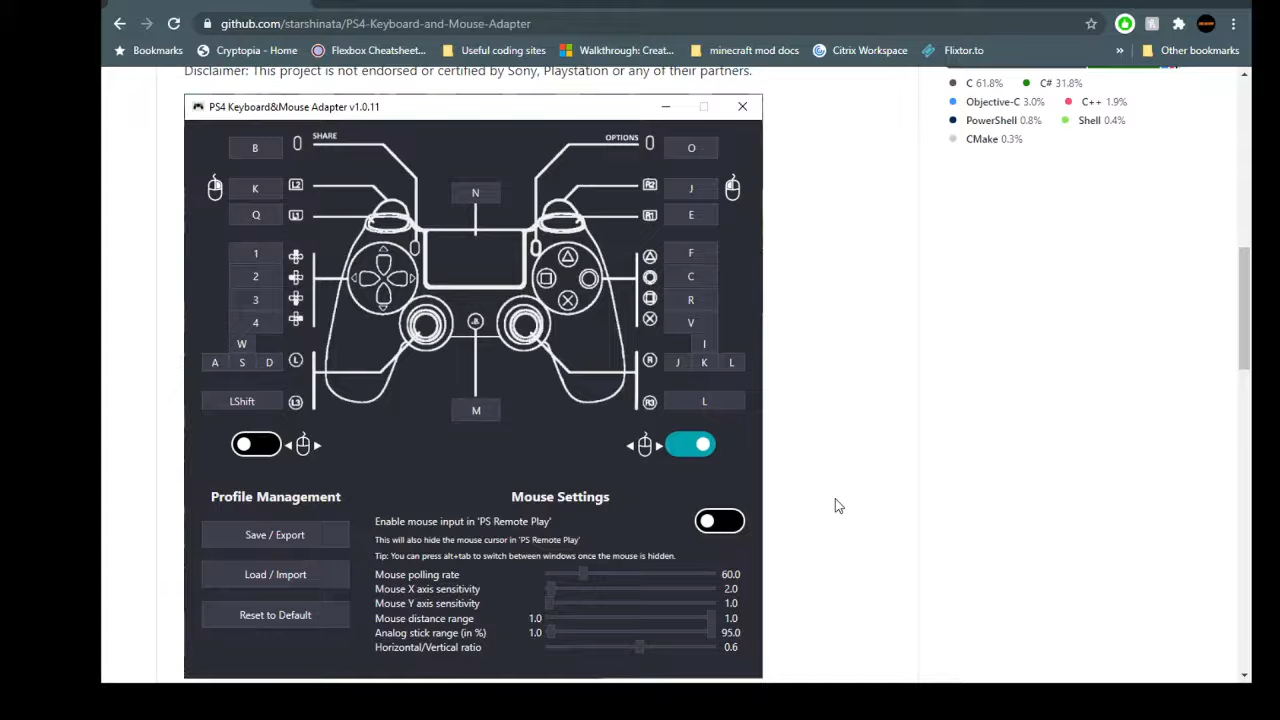 github.com/starshinata/PS4-Keyboard-and-Mouse-Adapter
Bookmarks Cryptopia - Home Flexbox Cheatsheet... Useful coding sites Walkthrough: Creat... minecraft mod docs Citrix Workspace Flixtor.to » Other bookmarks
Disclaimer: This project is not endorsed or certified by Sony, Playstation or any of their partners.
C 61.8% C# 31.8%
Objective-C 3.0% C++ 1.9%
PowerShell 0.8% Shell 0.4%
CMake 0.3%
PS4 Keyboard&Mouse Adapter v1.0.11
SHARE OPTIONS
B O
K L2 N R2 J
Q L1 R1 E
1 F
2 C
3 R
4 V
W I
A S D L R J K L
LShift L3 R3 L
M
Profile Management Mouse Settings
Save / Export
Load / Import
Reset to Default
Enable mouse input in 'PS Remote Play'
This will also hide the mouse cursor in 'PS Remote Play'
Tip: You can press alt+tab to switch between windows once the mouse is hidden.
Mouse polling rate 60.0
Mouse X axis sensitivity 2.0
Mouse Y axis sensitivity 1.0
Mouse distance range 1.0 1.0
Analog stick range (in %) 1.0 95.0
Horizontal/Vertical ratio 0.6